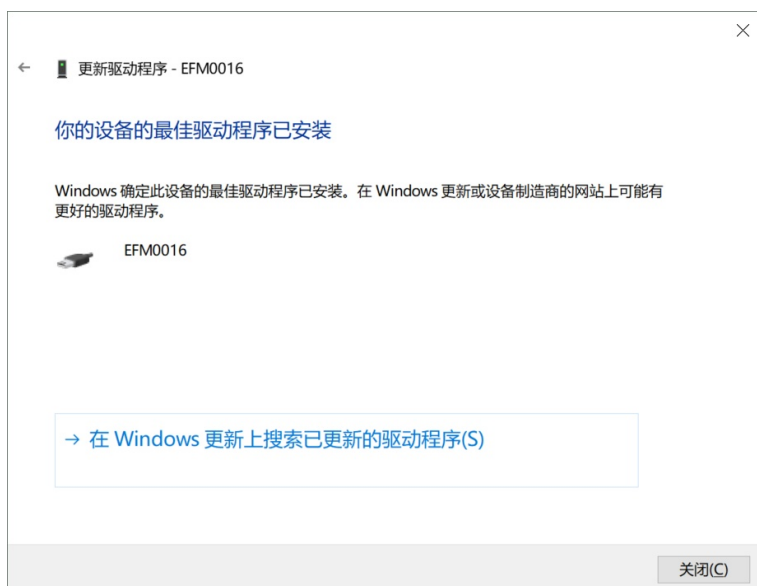 更新驱动程序 - EFM0016
你的设备的最佳驱动程序已安装
Windows 确定此设备的最佳驱动程序已安装。在 Windows 更新或设备制造商的网站上可能有
更好的驱动程序。
EFM0016
→ 在 Windows 更新上搜索已更新的驱动程序(S)
关闭(C)